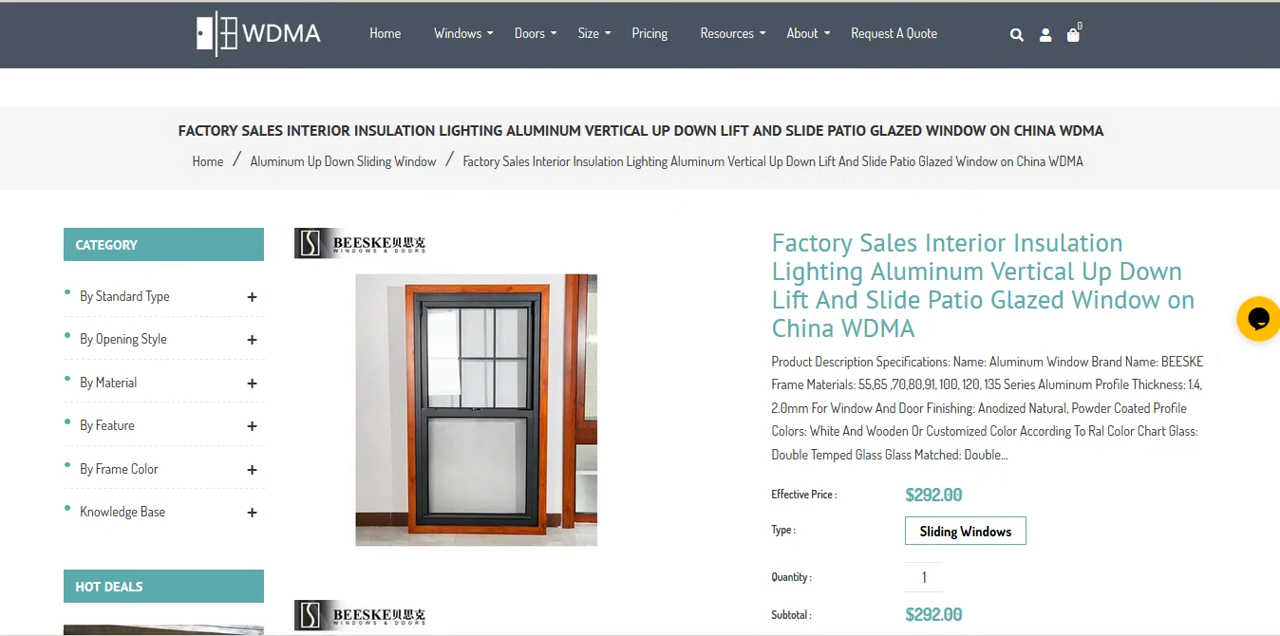 WDMA
Home
Windows
Doors
Size
Pricing
Resources
About
Request A Quote
0
FACTORY SALES INTERIOR INSULATION LIGHTING ALUMINUM VERTICAL UP DOWN LIFT AND SLIDE PATIO GLAZED WINDOW ON CHINA WDMA
Home / Aluminum Up Down Sliding Window / Factory Sales Interior Insulation Lighting Aluminum Vertical Up Down Lift And Slide Patio Glazed Window on China WDMA
CATEGORY
By Standard Type +
By Opening Style +
By Material +
By Feature +
By Frame Color +
Knowledge Base +
HOT DEALS
BEESKE贝思克
WINDOWS & DOORS
BEESKE贝思克
WINDOWS & DOORS
Factory Sales Interior Insulation
Lighting Aluminum Vertical Up Down
Lift And Slide Patio Glazed Window on
China WDMA
Product Description Specifications: Name: Aluminum Window Brand Name: BEESKE
Frame Materials: 55,65 ,70,80,91, 100, 120, 135 Series Aluminum Profile Thickness: 1.4,
2.0mm For Window And Door Finishing: Anodized Natural, Powder Coated Profile
Colors: White And Wooden Or Customized Color According To Ral Color Chart Glass:
Double Temped Glass Glass Matched: Double...
Effective Price : $292.00
Type : Sliding Windows
Quantity : 1
Subtotal : $292.00